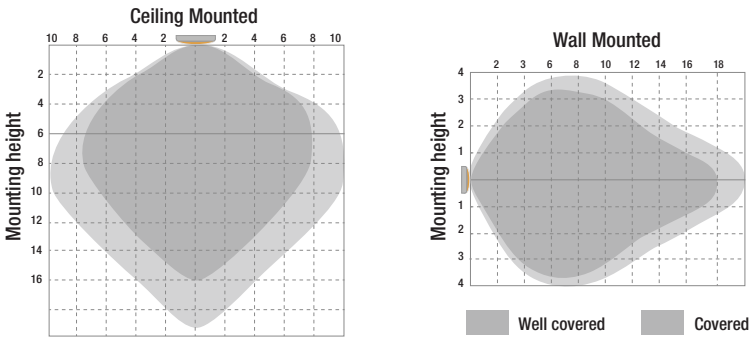 Ceiling Mounted
10 8 6 4 2 2 4 6 8 10
Mounting height
2
4
6
8
10
12
14
16
Wall Mounted
2 3 6 8 10 12 14 16 18
Mounting height
4
3
2
1
1
2
3
4
Well covered
Covered